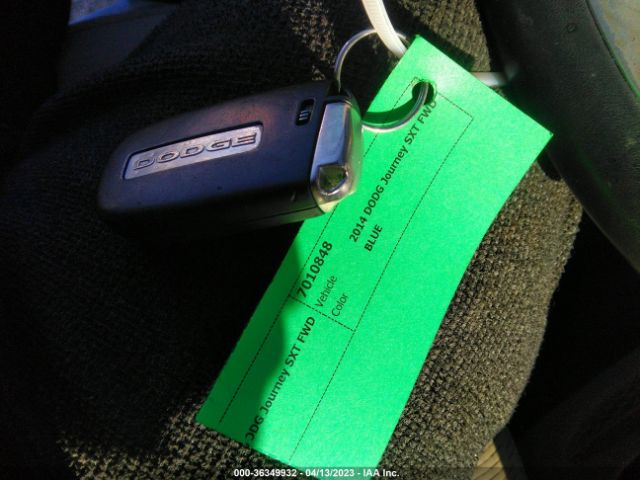 DODGE
7010848
Vehicle 2014 DODG Journey SXT FWD
Color BLUE
DDG Journey SXT FWD
000-36349932 - 04/13/2023 - IAA Inc.